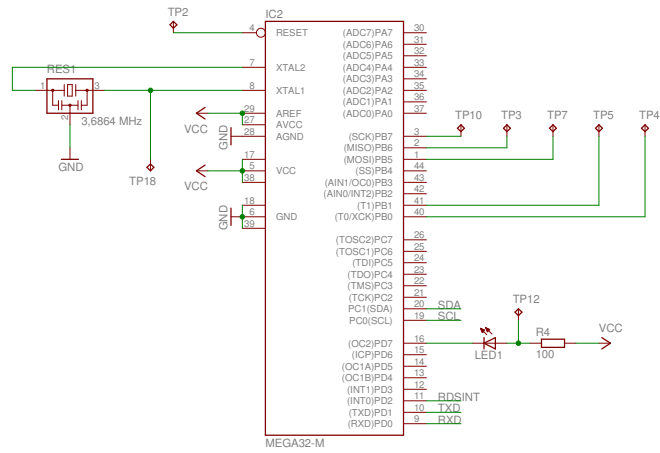 TP2
IC2
4 RESET (ADC7)PA7 30
(ADC6)PA6 31
(ADC5)PA5 32
7 XTAL2 (ADC4)PA4 33
(ADC3)PA3 34
RES1
1 3 8 XTAL1 (ADC2)PA2 35
(ADC1)PA1 36
2 3,6864 MHz
VCC 29 AREF (ADC0)PA0 37
27 AVCC
TP10 TP3 TP7 TP5 TP4
GND 28 AGND (SCK)PB7 3
(MISO)PB6 2
GND
TP18
17 (MOSI)PB5 1
VCC 5 VCC (SS)PB4 44
38 (AIN1/OC0)PB3 43
(AIN0/INT2)PB2 42
18 (T1)PB1 41
GND 6 GND (T0/XCK)PB0 40
39
(TOSC2)PC7 26
(TOSC1)PC6 25
(TDI)PC5 24
(TDO)PC4 23
(TMS)PC3 22
(TCK)PC2 21
PC1(SDA) 20 SDA
PC0(SCL) 19 SCL
TP12
(OC2)PD7 16 LED1 R4 100 VCC
(ICP)PD6 15
(OC1A)PD5 14
(OC1B)PD4 13
(INT1)PD3 12
(INT0)PD2 11 RDSINT
(TXD)PD1 10 TXD
(RXD)PD0 9 RXD
MEGA32-M